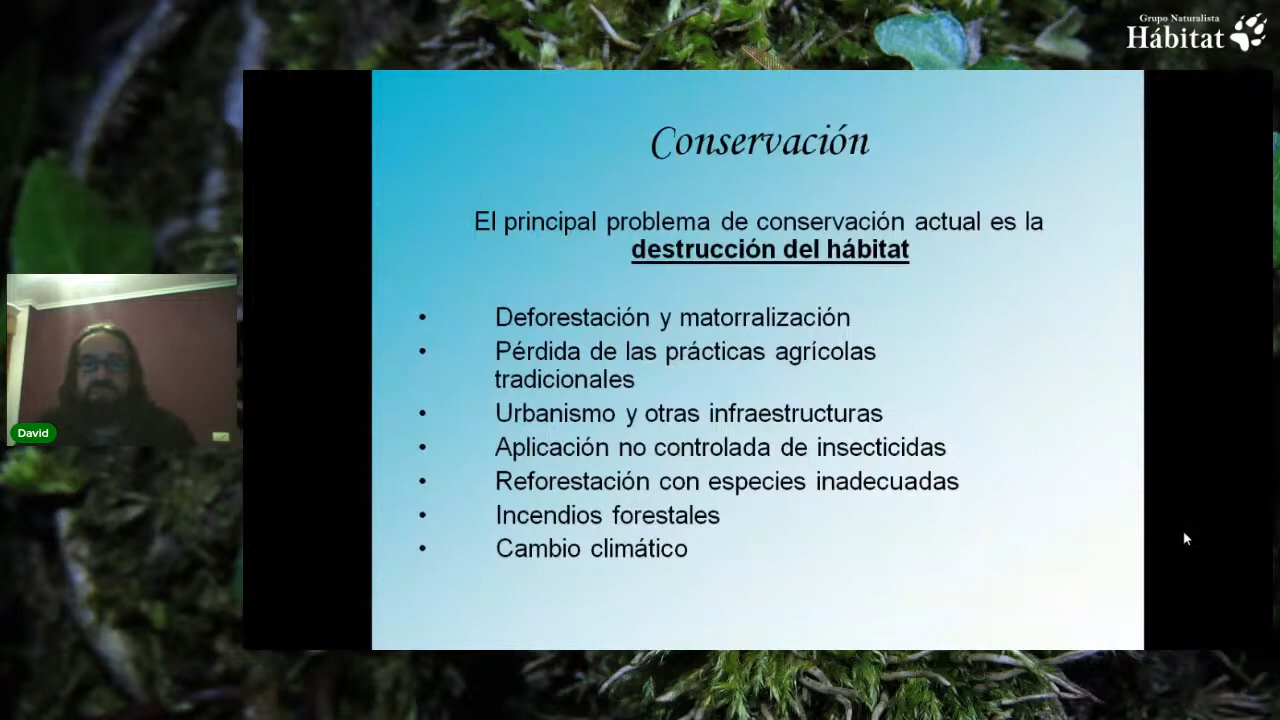 Grupo Naturalista
Hábitat
Conservación
El principal problema de conservación actual es la
destrucción del hábitat
• Deforestación y matorralización
• Pérdida de las prácticas agrícolas
tradicionales
• Urbanismo y otras infraestructuras
• Aplicación no controlada de insecticidas
• Reforestación con especies inadecuadas
• Incendios forestales
• Cambio climático
David